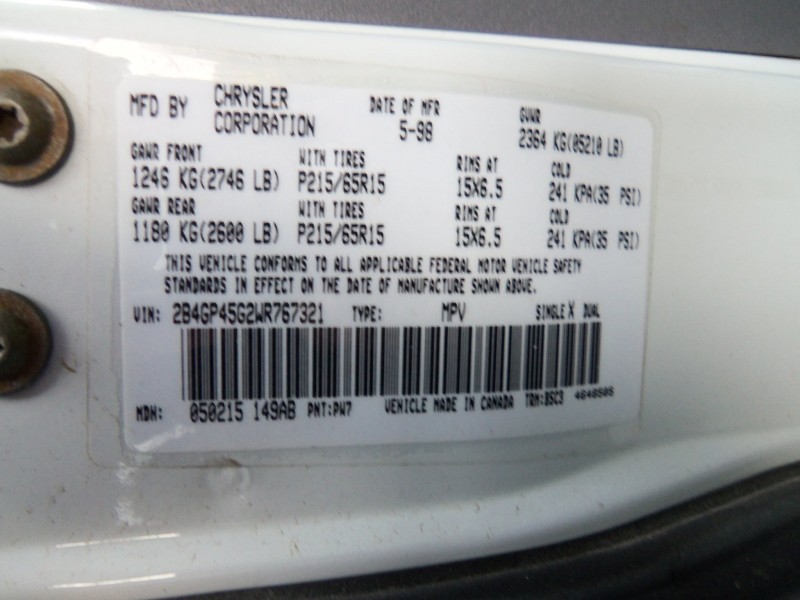 MFD BY CHRYSLER CORPORATION DATE OF MFR 5-98 GVWR 2364 KG(05210 LB)
GAWR FRONT WITH TIRES RIMS AT COLD
1246 KG(2746 LB) P215/65R15 15X6.5 241 KPA(35 PSI)
GAWR REAR WITH TIRES RIMS AT COLD
1180 KG(2600 LB) P215/65R15 15X6.5 241 KPA(35 PSI)
THIS VEHICLE CONFORMS TO ALL APPLICABLE FEDERAL MOTOR VEHICLE SAFETY
STANDARDS IN EFFECT ON THE DATE OF MANUFACTURE SHOWN ABOVE.
VIN: 2B4GP45G2WR767321 TYPE: MPV SINGLE X DUAL
MDH: 050215 149AB PNT:PW7 VEHICLE MADE IN CANADA TRM:BSC3 4648505